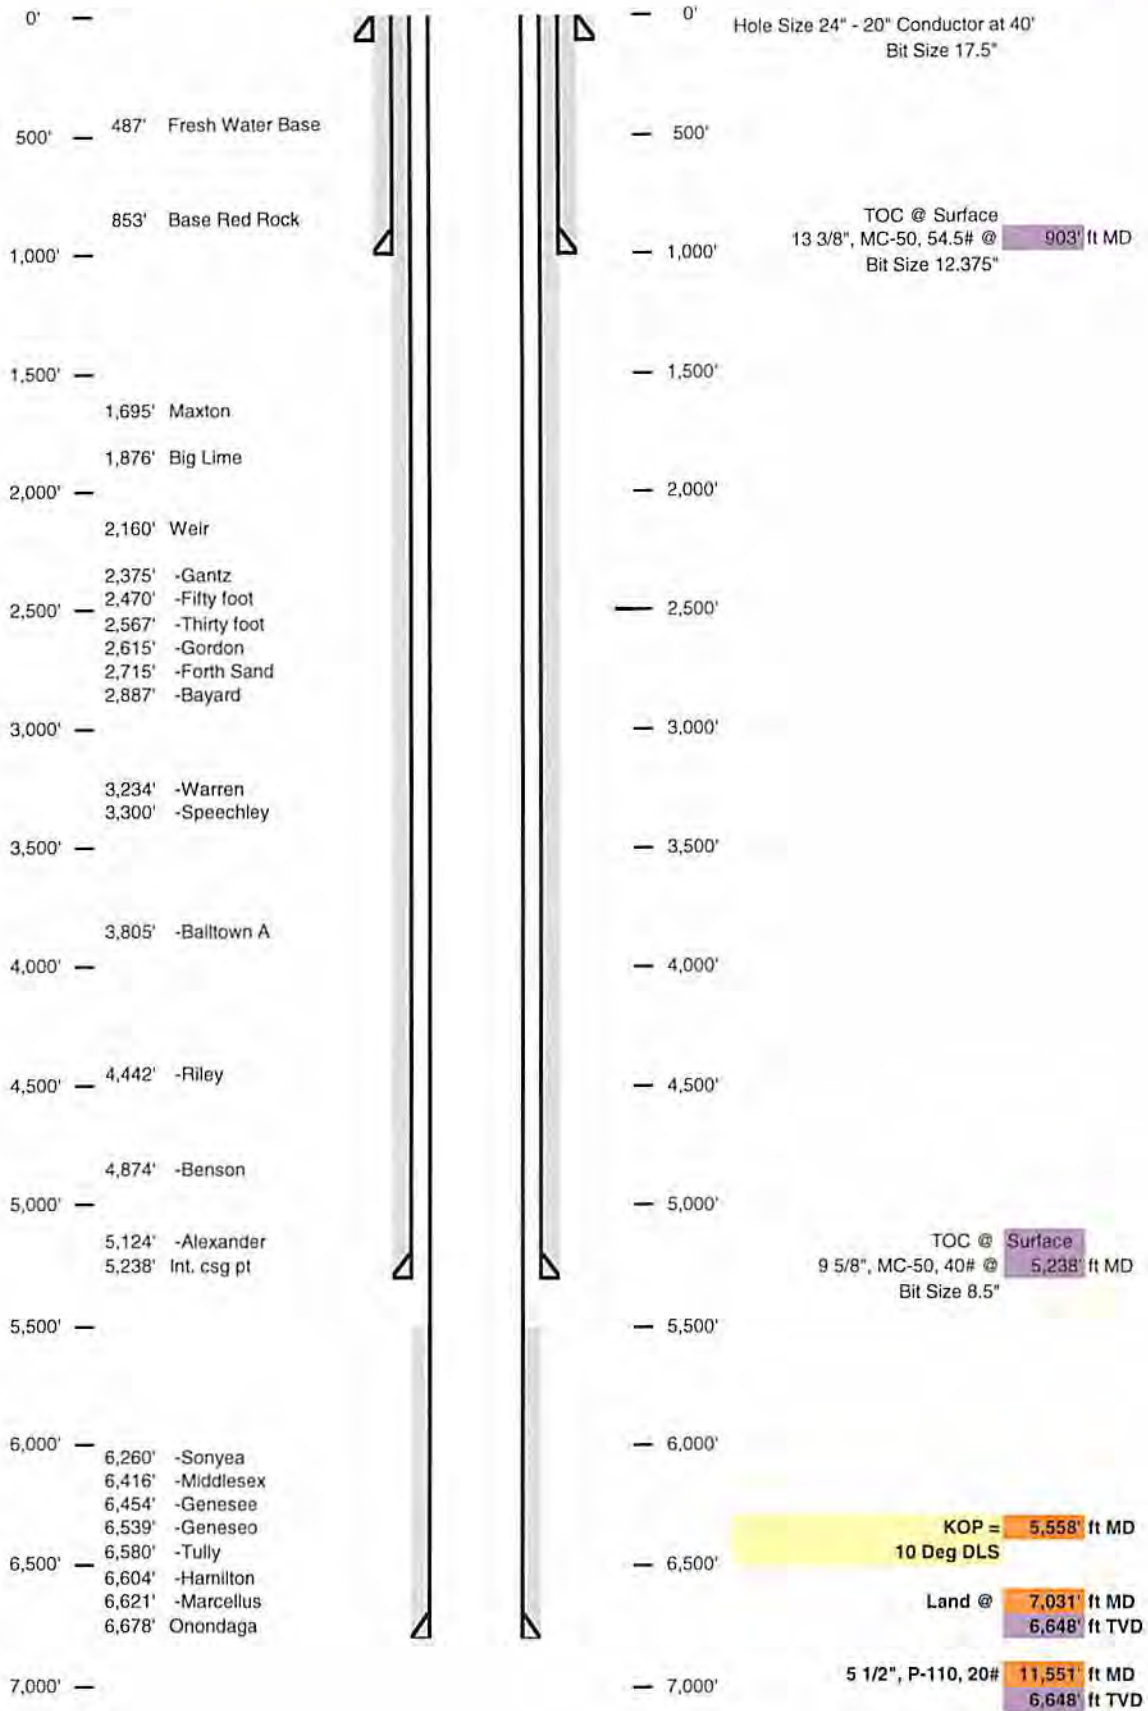 0' — — 0' Hole Size 24" - 20" Conductor at 40'
Bit Size 17.5"
487' Fresh Water Base
500' — — 500'
853' Base Red Rock TOC @ Surface
13 3/8", MC-50, 54.5# @ 903' ft MD
1,000' — — 1,000' Bit Size 12.375"
1,500' — — 1,500'
1,695' Maxton
1,876' Big Lime
2,000' — — 2,000'
2,160' Weir
2,375' -Gantz
2,470' -Fifty foot
2,500' — — 2,500'
2,567' -Thirty foot
2,615' -Gordon
2,715' -Forth Sand
2,887' -Bayard
3,000' — — 3,000'
3,234' -Warren
3,300' -Speechley
3,500' — — 3,500'
3,805' -Balltown A
4,000' — — 4,000'
4,442' -Riley
4,500' — — 4,500'
4,874' -Benson
5,000' — — 5,000'
5,124' -Alexander TOC @ Surface
5,238' Int. csg pt 9 5/8", MC-50, 40# @ 5,238' ft MD
Bit Size 8.5"
5,500' — — 5,500'
6,000' — — 6,000'
6,260' -Sonyea
6,416' -Middlesex
6,454' -Genesee
6,539' -Geneseo KOP = 5,558' ft MD
6,580' -Tully 10 Deg DLS
6,500' — — 6,500'
6,604' -Hamilton
6,621' -Marcellus Land @ 7,031' ft MD
6,678' Onondaga 6,648' ft TVD
7,000' — — 7,000' 5 1/2", P-110, 20# 11,551' ft MD
6,648' ft TVD